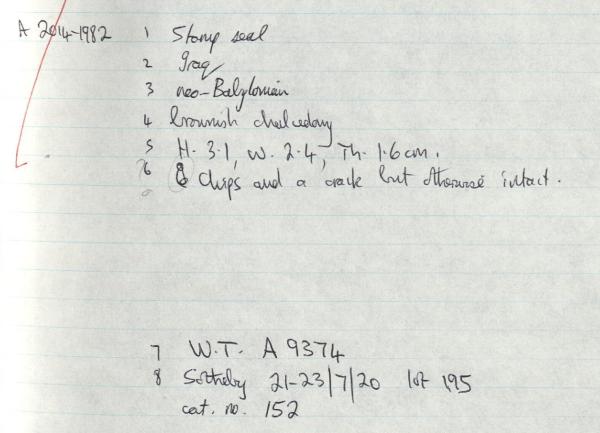 A 2014-1982 1 Stamp seal
2 Iraq
3 neo-Babylonian
4 brownish chalcedony
5 H. 3.1, W. 2.4, Th. 1.6 cm.
6 Chips and a crack but otherwise intact.
7 W.T. A 9374
8 Sotheby 21-23/7/20 lot 195
cat. no. 152